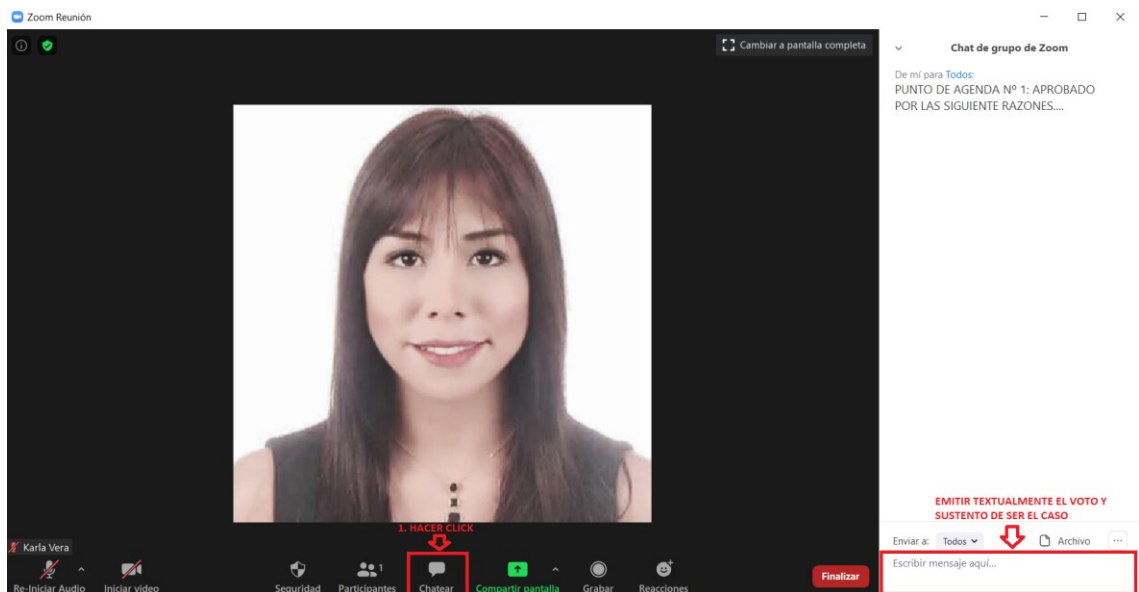 Zoom Reunión
Cambiar a pantalla completa
Chat de grupo de Zoom
De mí para Todos:
PUNTO DE AGENDA Nº 1: APROBADO
POR LAS SIGUIENTE RAZONES....
1. HACER CLICK
EMITIR TEXTUALMENTE EL VOTO Y
SUSTENTO DE SER EL CASO
Karla Vera
Enviar a: Todos Archivo ...
Escribir mensaje aquí...
1
Re-Iniciar Audio Iniciar video Seguridad Participantes Chatear Compartir pantalla Grabar Reacciones
Finalizar